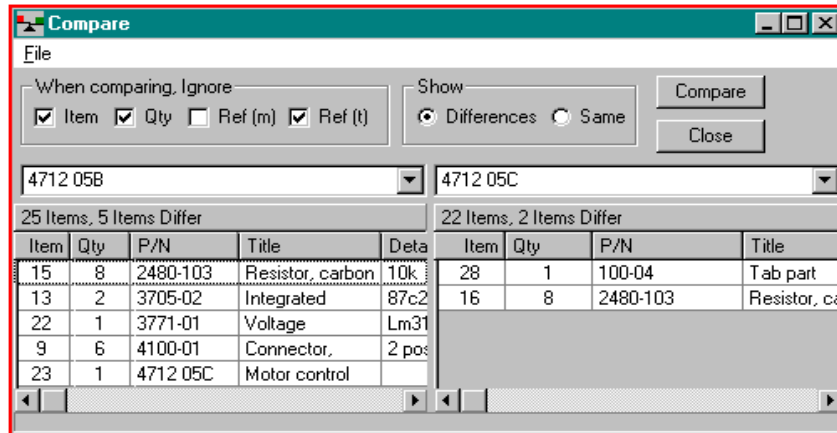 Compare
File
When comparing, Ignore
Item Qty Ref (m) Ref (t)
Show
Differences Same
Compare
Close
4712 05B
4712 05C
25 Items, 5 Items Differ
Item Qty P/N Title Deta
15 8 2480-103 Resistor, carbon 10k
13 2 3705-02 Integrated 87c2
22 1 3771-01 Voltage Lm31
9 6 4100-01 Connector, 2 pos
23 1 4712 05C Motor control
22 Items, 2 Items Differ
Item Qty P/N Title
28 1 100-04 Tab part
16 8 2480-103 Resistor, ca